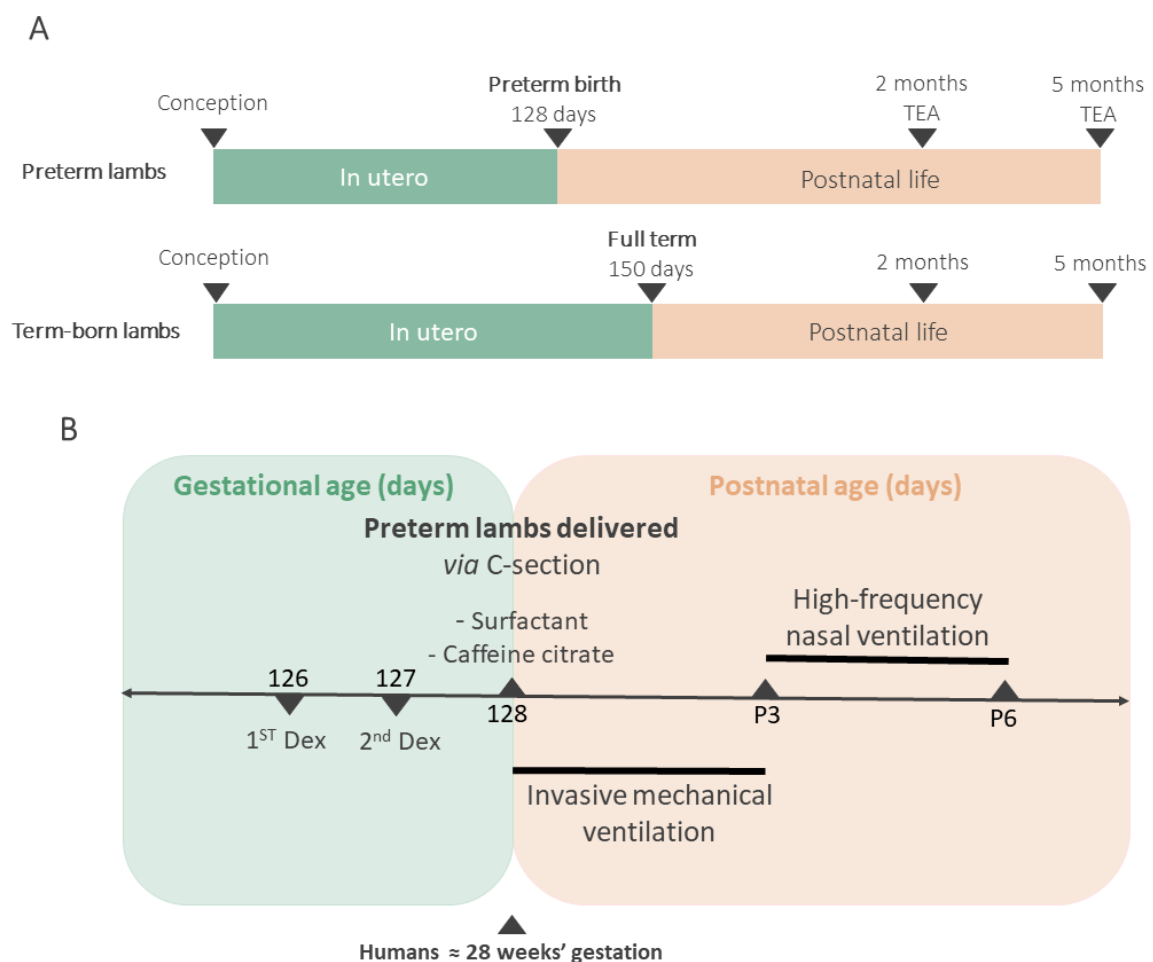 A
Conception
Preterm birth
128 days
2 months
TEA
5 months
TEA
Preterm lambs
In utero
Postnatal life
Conception
Full term
150 days
2 months
5 months
Term-born lambs
In utero
Postnatal life
B
Gestational age (days)
Postnatal age (days)
Preterm lambs delivered
via C-section
- Surfactant
- Caffeine citrate
High-frequency
nasal ventilation
126
127
128
P3
P6
1ST Dex
2nd Dex
Invasive mechanical
ventilation
Humans ≈ 28 weeks' gestation